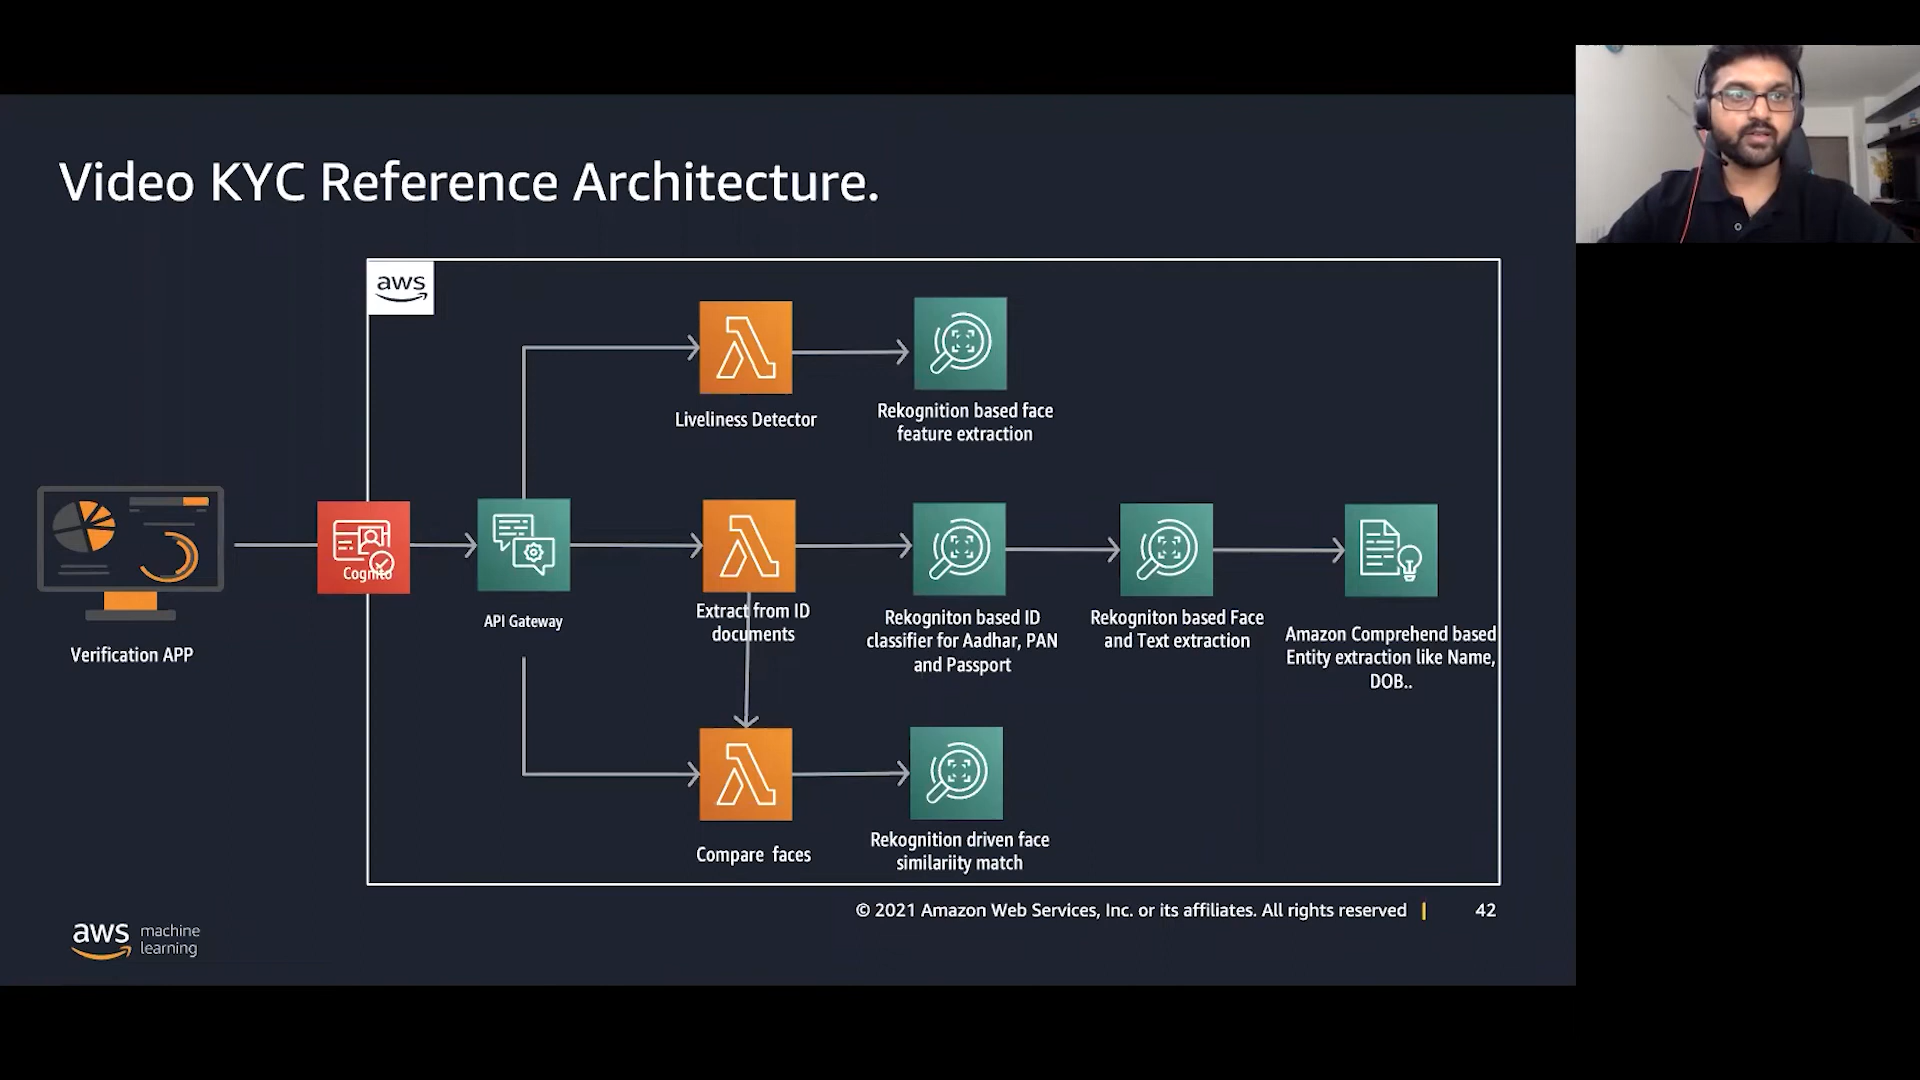 Video KYC Reference Architecture.
aws
Liveliness Detector
Rekognition based face
feature extraction
Cognito
API Gateway
Verification APP
Extract from ID
documents
Rekogniton based ID
classifier for Aadhar, PAN
and Passport
Rekogniton based Face
and Text extraction
Amazon Comprehend based
Entity extraction like Name,
DOB..
Compare faces
Rekognition driven face
similariity match
© 2021 Amazon Web Services, Inc. or its affiliates. All rights reserved | 42
aws machine
learning